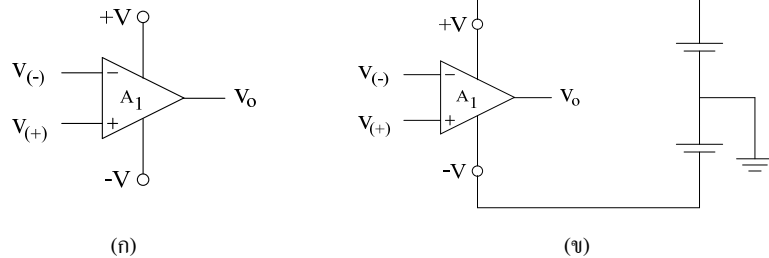 +V
V(-)
−
A1
Vo
V(+)
+
-V
(ก)
+V
V(-)
−
A1
Vo
V(+)
+
-V
(ข)